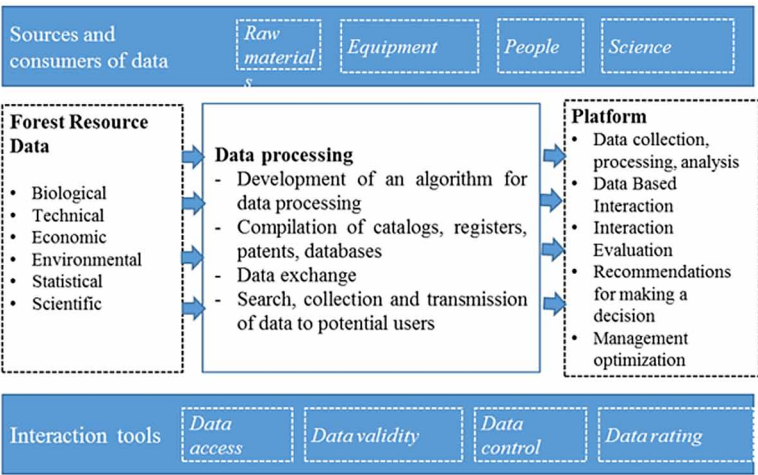 Sources and
consumers of data
Raw
material
s
Equipment
People
Science
Forest Resource
Data
• Biological
• Technical
• Economic
• Environmental
• Statistical
• Scientific
Data processing
- Development of an algorithm for
data processing
- Compilation of catalogs, registers,
patents, databases
- Data exchange
- Search, collection and transmission
of data to potential users
Platform
• Data collection,
processing, analysis
• Data Based
Interaction
• Interaction
Evaluation
• Recommendations
for making a
decision
• Management
optimization
Interaction tools
Data
access
Data validity
Data
control
Data rating